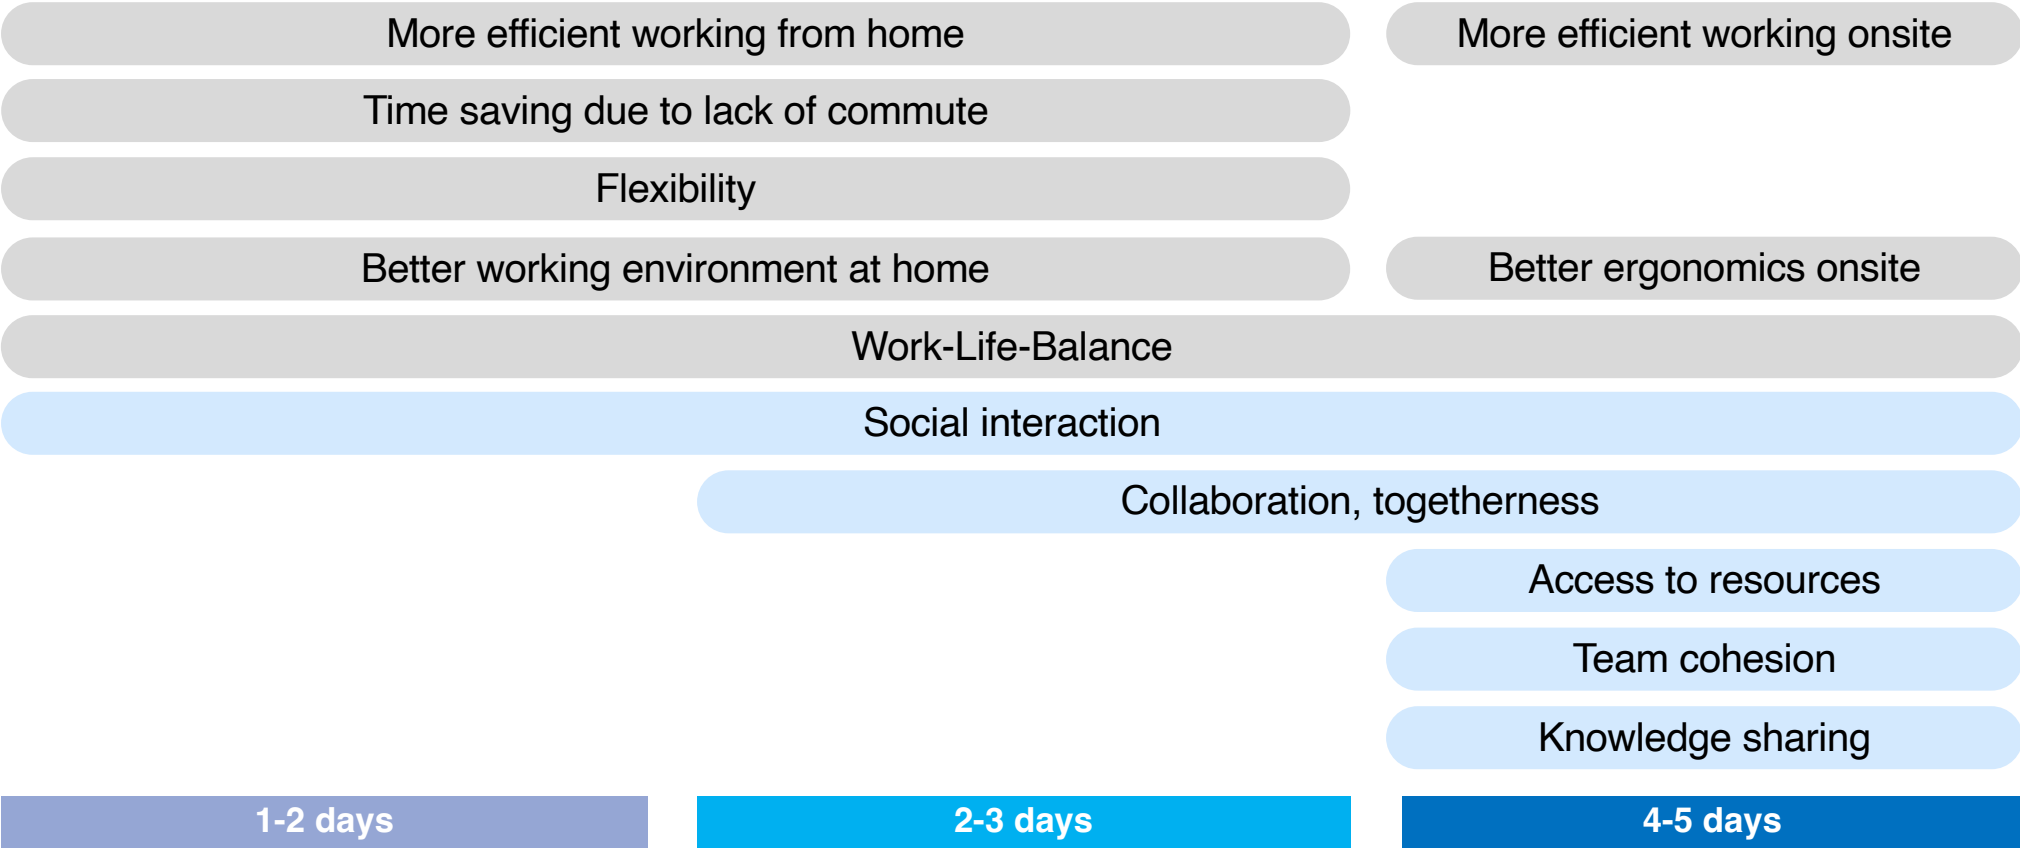 More efficient working from home
More efficient working onsite
Time saving due to lack of commute
Flexibility
Better working environment at home
Better ergonomics onsite
Work-Life-Balance
Social interaction
Collaboration, togetherness
Access to resources
Team cohesion
Knowledge sharing
1-2 days
2-3 days
4-5 days